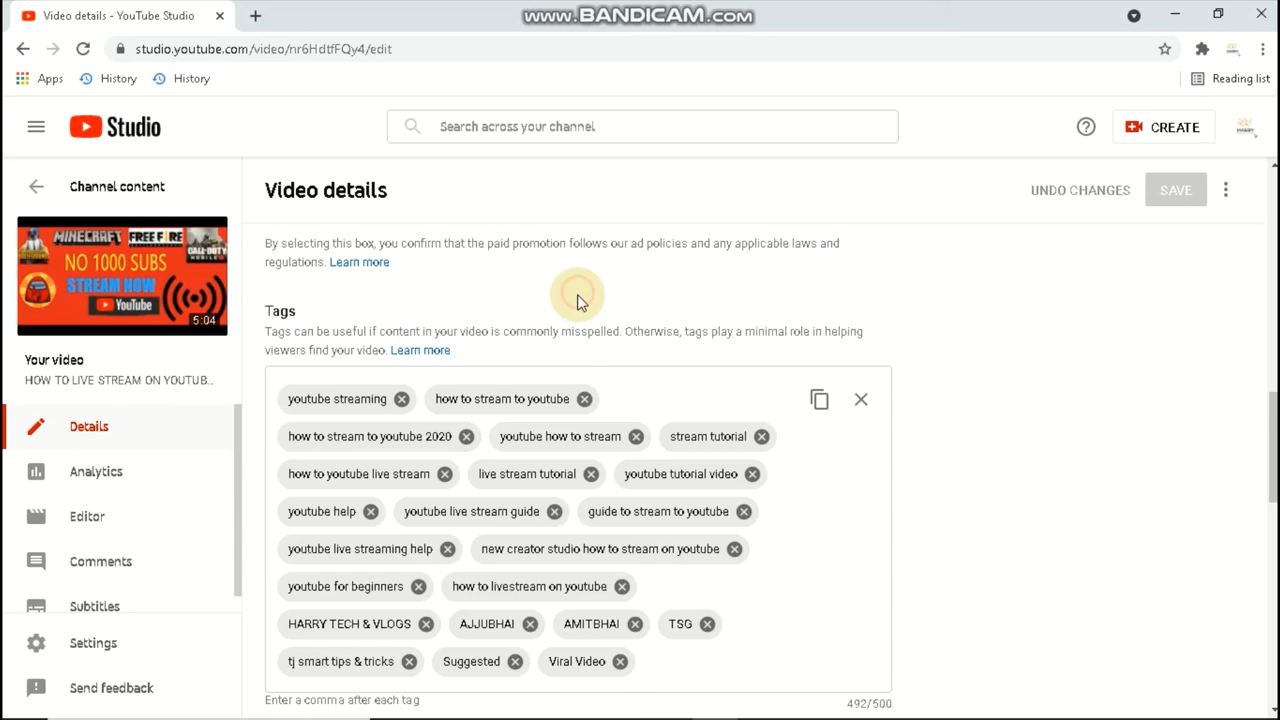 Video details - YouTube Studio
www.BANDICAM.com
studio.youtube.com/video/nr6HdtfFQy4/edit
Apps
History
History
Reading list
Studio
Search across your channel
CREATE
Channel content
Video details
UNDO CHANGES
SAVE
MINECRAFT FREE FIRE CALL OF DUTY
NO 1000 SUBS
STREAM NOW
YouTube
5:04
Your video
HOW TO LIVE STREAM ON YOUTUB...
Details
Analytics
Editor
Comments
Subtitles
Settings
Send feedback
By selecting this box, you confirm that the paid promotion follows our ad policies and any applicable laws and
regulations. Learn more
Tags
Tags can be useful if content in your video is commonly misspelled. Otherwise, tags play a minimal role in helping
viewers find your video. Learn more
youtube streaming
how to stream to youtube
how to stream to youtube 2020
youtube how to stream
stream tutorial
how to youtube live stream
live stream tutorial
youtube tutorial video
youtube help
youtube live stream guide
guide to stream to youtube
youtube live streaming help
new creator studio how to stream on youtube
youtube for beginners
how to livestream on youtube
HARRY TECH & VLOGS
AJJUBHAI
AMITBHAI
TSG
tj smart tips & tricks
Suggested
Viral Video
Enter a comma after each tag
492/500